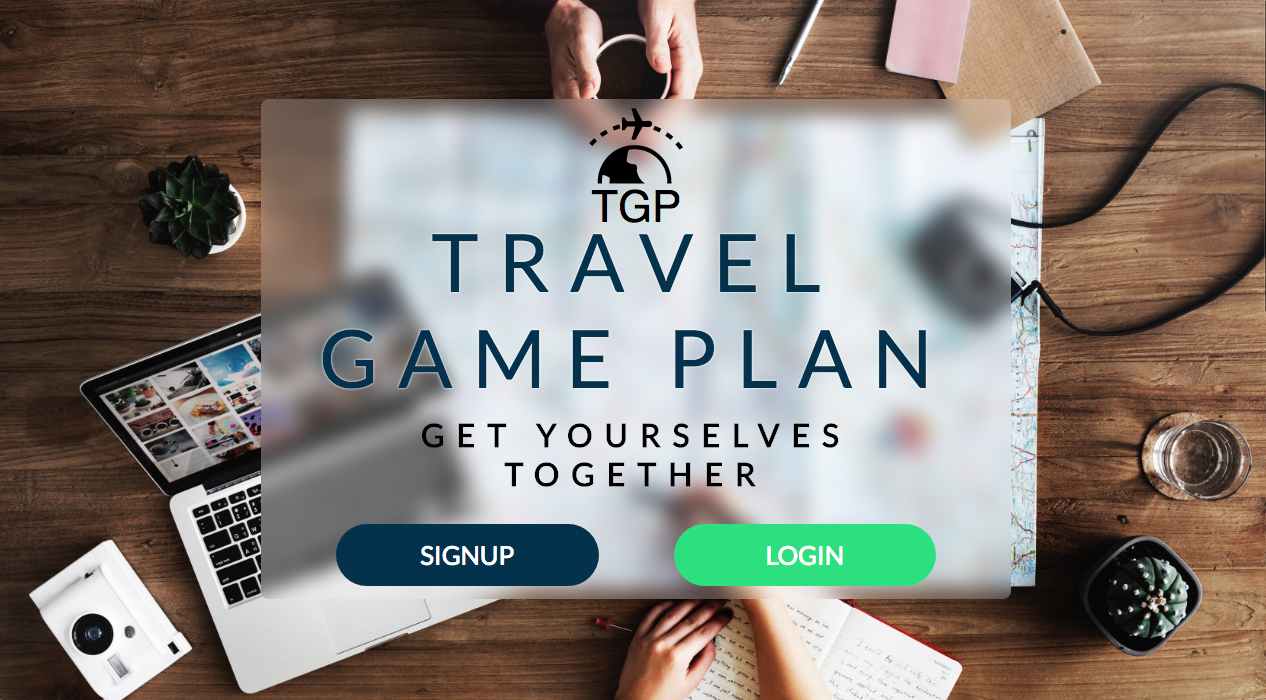 TGP
TRAVEL
GAME PLAN
GET YOURSELVES
TOGETHER
SIGNUP
LOGIN